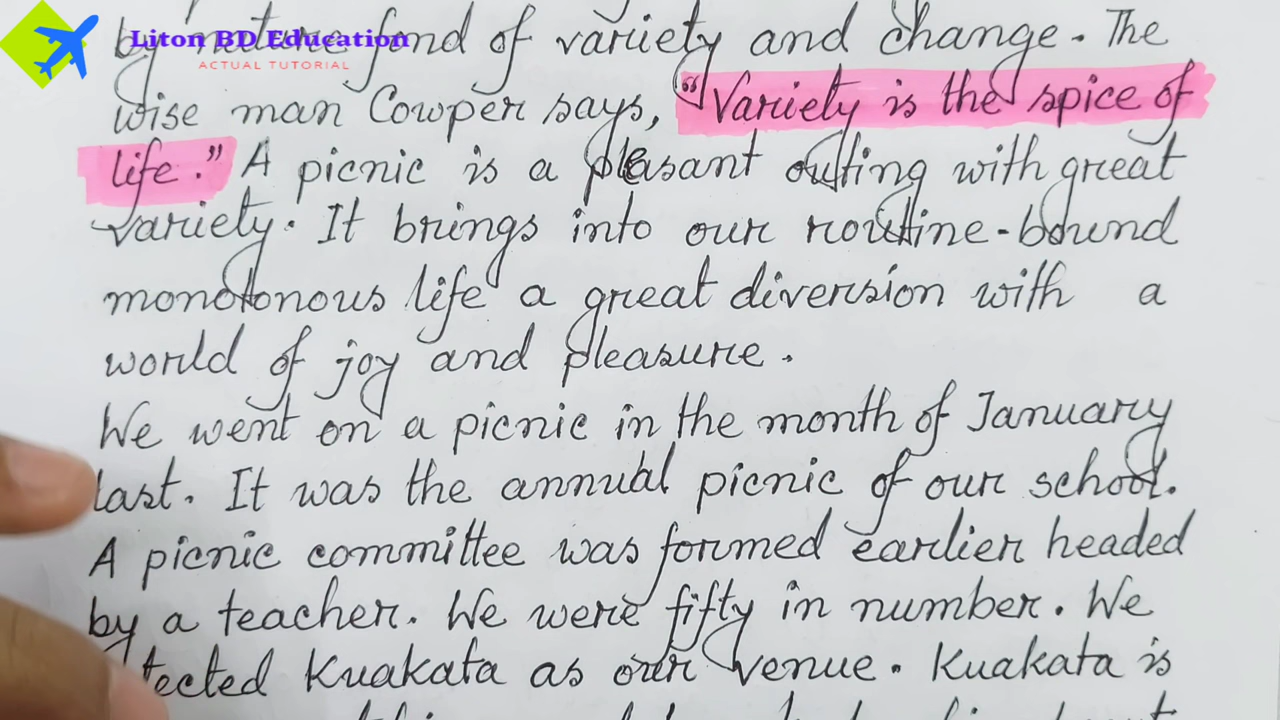 Liton BD Education
ACTUAL TUTORIAL
by nature fond of variety and change. The
wise man Cowper says, "Variety is the spice of
life." A picnic is a pleasant outing with great
variety. It brings into our routine-bound
monotonous life a great diversion with a
world of joy and pleasure.
We went on a picnic in the month of January
last. It was the annual picnic of our school.
A picnic committee was formed earlier headed
by a teacher. We were fifty in number. We
Kuakata as our venue. Kuakata is